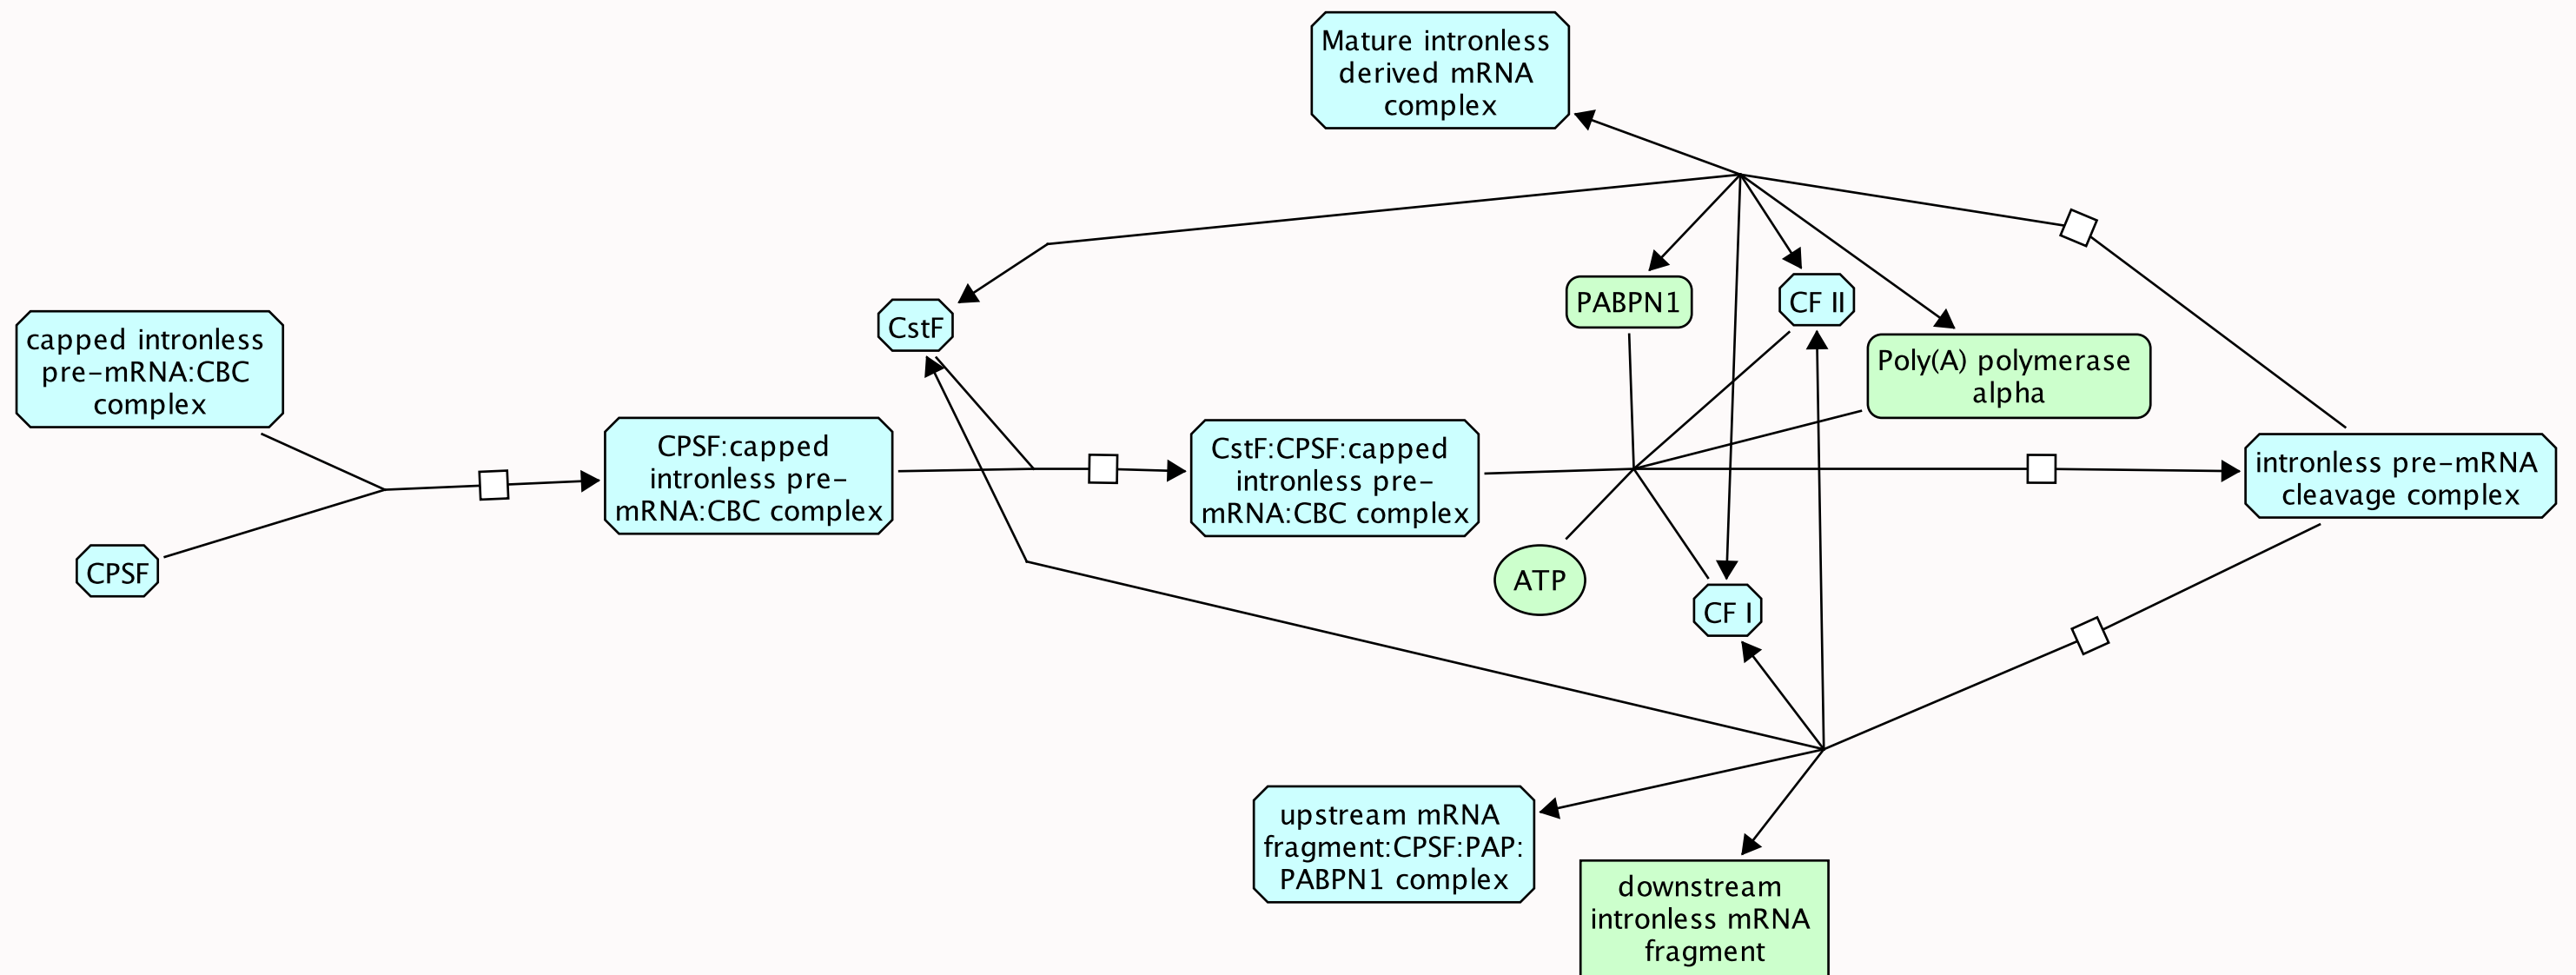 Mature intronless
derived mRNA
complex
PABPN1
CF II
CstF
capped intronless
pre-mRNA:CBC
complex
Poly(A) polymerase
alpha
CPSF:capped
intronless pre-
mRNA:CBC complex
CstF:CPSF:capped
intronless pre-
mRNA:CBC complex
intronless pre-mRNA
cleavage complex
CPSF
ATP
CF I
upstream mRNA
fragment:CPSF:PAP:
PABPN1 complex
downstream
intronless mRNA
fragment